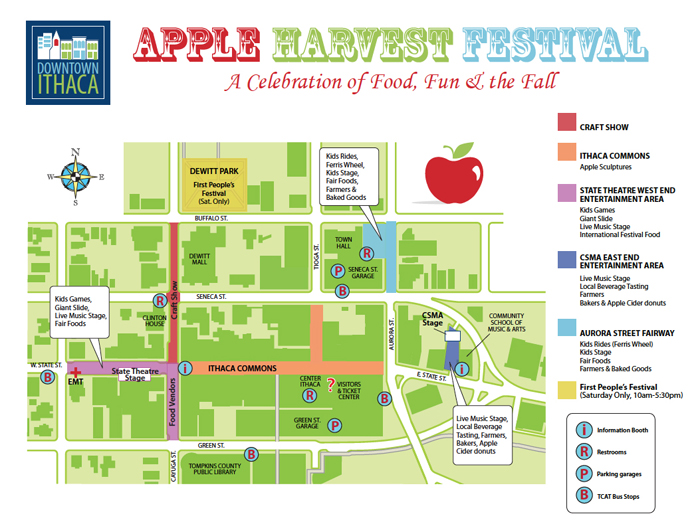 DOWNTOWN
ITHACA
APPLE HARVEST FESTIVAL
A Celebration of Food, Fun & the Fall
N
W
E
S
DEWITT PARK
First People's
Festival
(Sat. Only)
BUFFALO ST.
Kids Rides,
Ferris Wheel,
Kids Stage,
Fair Foods,
Farmers &
Baked Goods
DEWITT
MALL
TIOGA ST.
TOWN
HALL
R
P
SENECA ST.
GARAGE
B
SENECA ST.
Craft Show
R
CLINTON
HOUSE
Kids Games,
Giant Slide,
Live Music Stage,
Fair Foods
W. STATE ST.
B
EMT
State Theatre
Stage
i
ITHACA COMMONS
Food Vendors
CENTER
ITHACA
R
?
VISITORS
& TICKET
CENTER
B
GREEN ST.
GARAGE
P
AURORA ST.
CSMA
Stage
COMMUNITY
SCHOOL OF
MUSIC & ARTS
E. STATE ST.
i
Live Music Stage,
Local Beverage
Tasting, Farmers,
Bakers, Apple
Cider donuts
GREEN ST.
CAYUGA ST.
TOMPKINS COUNTY
PUBLIC LIBRARY
B
CRAFT SHOW
ITHACA COMMONS
Apple Sculptures
STATE THEATRE WEST END
ENTERTAINMENT AREA
Kids Games
Giant Slide
Live Music Stage
International Festival Food
CSMA EAST END
ENTERTAINMENT AREA
Live Music Stage
Local Beverage Tasting
Farmers
Bakers & Apple Cider donuts
AURORA STREET FAIRWAY
Kids Rides (Ferris Wheel)
Kids Stage
Fair Foods
Farmers & Baked Goods
First People's Festival
(Saturday Only, 10am-5:30pm)
i Information Booth
R Restrooms
P Parking garages
B TCAT Bus Stops